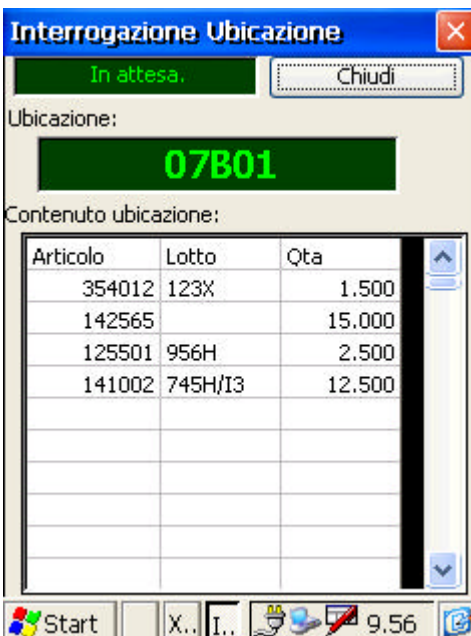 Interrogazione Ubicazione
In attesa. Chiudi
Ubicazione:
07B01
Contenuto ubicazione:
Articolo Lotto Qta
354012 123X 1.500
142565 15.000
125501 956H 2.500
141002 745H/I3 12.500
Start X.. I.. 9.56